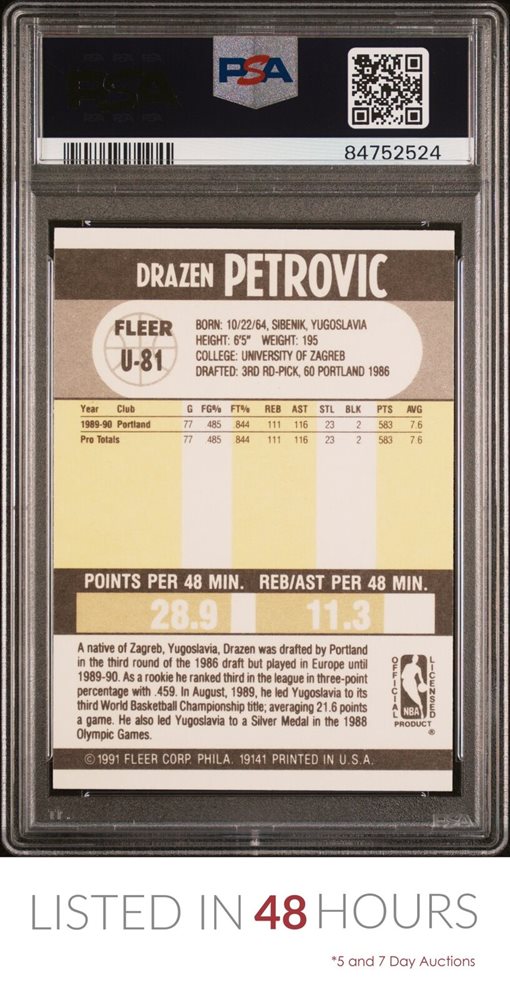 PSA
PSA
84752524
DRAZEN PETROVIC
FLEER
U-81
BORN: 10/22/64, SIBENIK, YUGOSLAVIA
HEIGHT: 6'5" WEIGHT: 195
COLLEGE: UNIVERSITY OF ZAGREB
DRAFTED: 3RD RD-PICK, 60 PORTLAND 1986
Year Club G FG% FT% REB AST STL BLK PTS AVG
1989-90 Portland 77 .485 .844 111 116 23 2 583 7.6
Pro Totals 77 .485 .844 111 116 23 2 583 7.6
POINTS PER 48 MIN. REB/AST PER 48 MIN.
28.9 11.3
A native of Zagreb, Yugoslavia, Drazen was drafted by Portland
in the third round of the 1986 draft but played in Europe until
1989-90. As a rookie he ranked third in the league in three-point
percentage with .459. In August, 1989, he led Yugoslavia to its
third World Basketball Championship title; averaging 21.6 points
a game. He also led Yugoslavia to a Silver Medal in the 1988
Olympic Games.
OFFICIAL LICENSED
NBA
PRODUCT
®
© 1991 FLEER CORP. PHILA. 19141 PRINTED IN U.S.A.
PSA
LISTED IN 48 HOURS
*5 and 7 Day Auctions